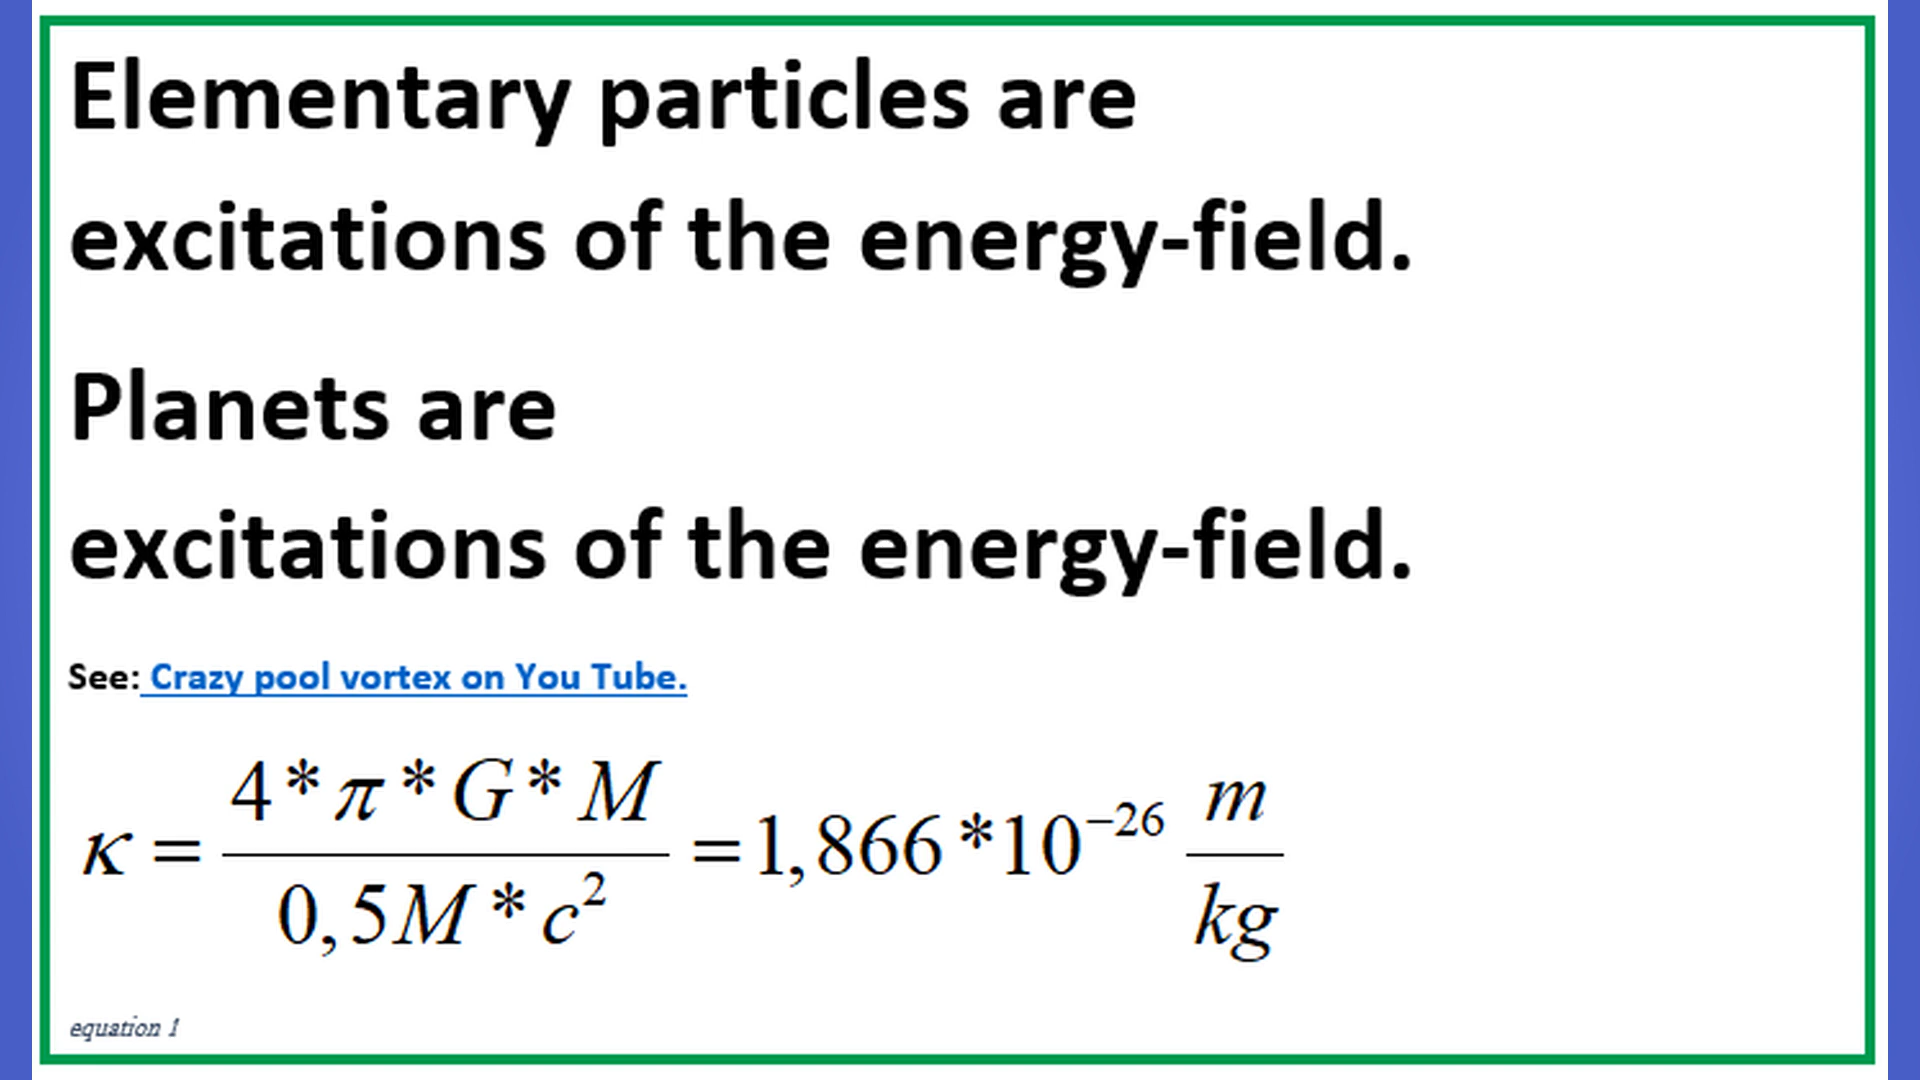 Elementary particles are
excitations of the energy-field.
Planets are
excitations of the energy-field.
See: Crazy pool vortex on You Tube.
κ = (4 * π * G * M) / (0,5M * c²) = 1,866 * 10⁻²⁶ m/kg
equation 1